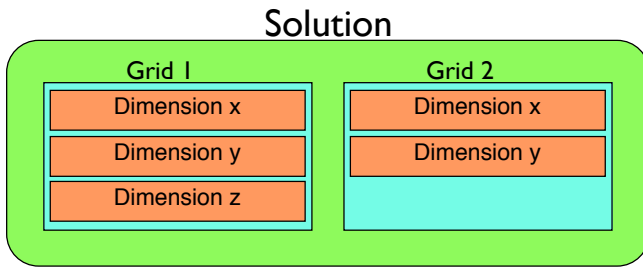 Solution
Grid 1
Dimension x
Dimension y
Dimension z
Grid 2
Dimension x
Dimension y